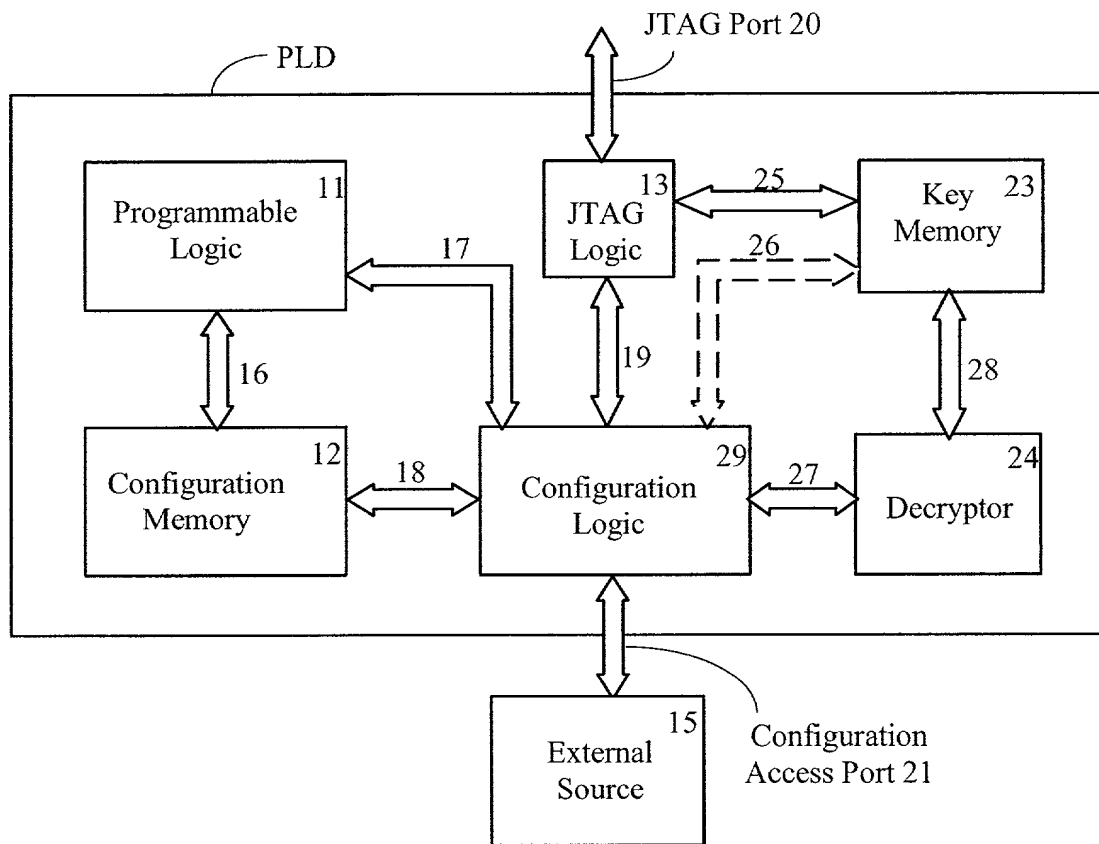 JTAG Port 20
PLD
11
Programmable
Logic
13
JTAG
Logic
25
23
Key
Memory
17
26
16
19
28
12
Configuration
Memory
18
29
Configuration
Logic
27
24
Decryptor
15
External
Source
Configuration
Access Port 21